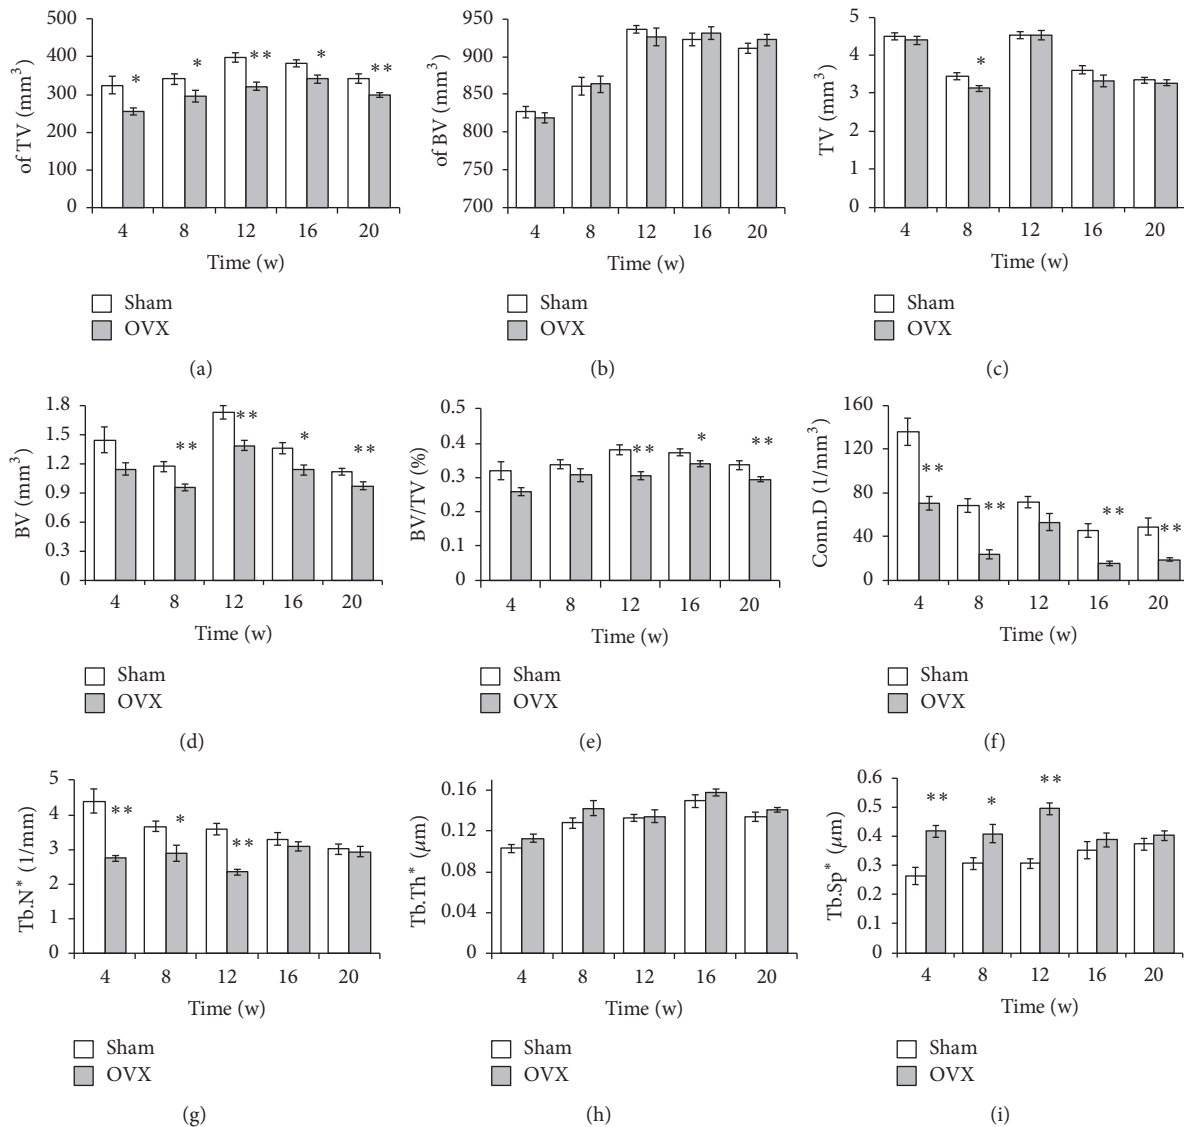 of TV (mm³)
500
400
300
200
100
0
* * ** * **
4 8 12 16 20
Time (w)
Sham
OVX
(a)
of BV (mm³)
950
900
850
800
750
700
4 8 12 16 20
Time (w)
Sham
OVX
(b)
TV (mm³)
5
4
3
2
1
0
*
4 8 12 16 20
Time (w)
Sham
OVX
(c)
BV (mm³)
1.8
1.5
1.2
0.9
0.6
0.3
0
** ** * **
4 8 12 16 20
Time (w)
Sham
OVX
(d)
BV/TV (%)
0.5
0.4
0.3
0.2
0.1
0
** * **
4 8 12 16 20
Time (w)
Sham
OVX
(e)
Conn.D (1/mm³)
160
120
80
40
0
** ** ** **
4 8 12 16 20
Time (w)
Sham
OVX
(f)
Tb.N* (1/mm)
5
4
3
2
1
0
** * **
4 8 12 16 20
Time (w)
Sham
OVX
(g)
Tb.Th* (μm)
0.16
0.12
0.08
0.04
0
4 8 12 16 20
Time (w)
Sham
OVX
(h)
Tb.Sp* (μm)
0.6
0.5
0.4
0.3
0.2
0.1
0
** * **
4 8 12 16 20
Time (w)
Sham
OVX
(i)